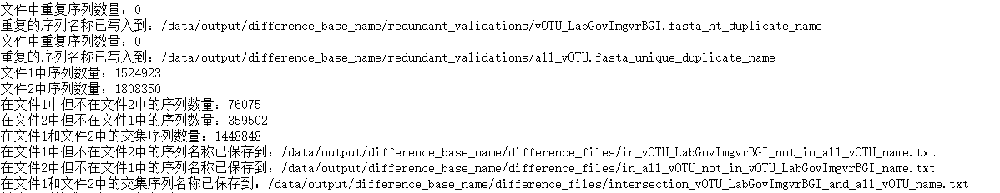 文件中重复序列数量：0
重复的序列名称已写入到：/data/output/difference_base_name/redundant_validations/vOTU_LabGovImgvrBGI.fasta_ht_duplicate_name
文件中重复序列数量：0
重复的序列名称已写入到：/data/output/difference_base_name/redundant_validations/all_vOTU.fasta_unique_duplicate_name
文件1中序列数量：1524923
文件2中序列数量：1808350
在文件1中但不在文件2中的序列数量：76075
在文件2中但不在文件1中的序列数量：359502
在文件1和文件2中的交集序列数量：1448848
在文件1中但不在文件2中的序列名称已保存到：/data/output/difference_base_name/difference_files/in_vOTU_LabGovImgvrBGI_not_in_all_vOTU_name.txt
在文件2中但不在文件1中的序列名称已保存到：/data/output/difference_base_name/difference_files/in_all_vOTU_not_in_vOTU_LabGovImgvrBGI_name.txt
在文件1和文件2中的交集序列名称已保存到：/data/output/difference_base_name/difference_files/intersection_vOTU_LabGovImgvrBGI_and_all_vOTU_name.txt